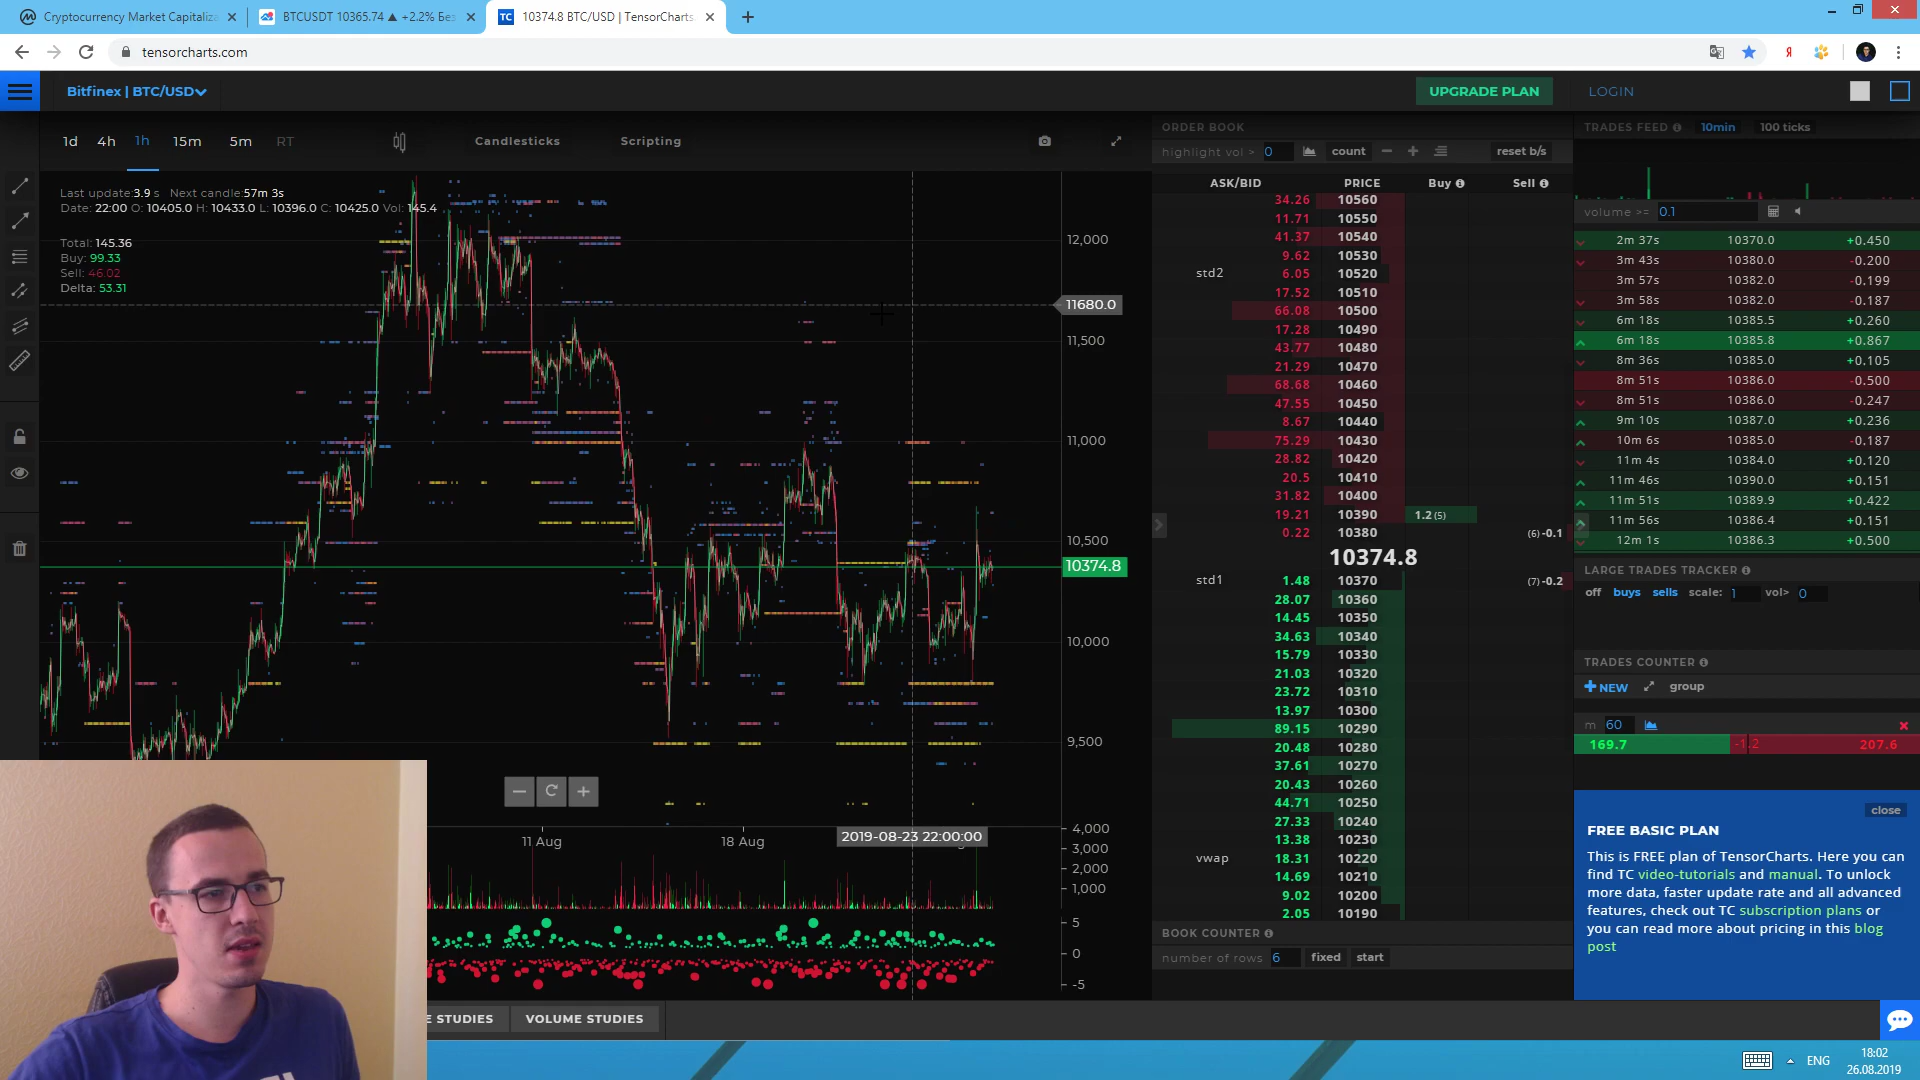 Cryptocurrency Market Capitaliza
BTCUSDT 10365.74 ▲ +2.2% Без
TC 10374.8 BTC/USD | TensorCharts
tensorcharts.com
Bitfinex | BTC/USD
UPGRADE PLAN
LOGIN
1d 4h 1h 15m 5m RT
Candlesticks
Scripting
Last update:3.9 s Next candle:57m 3s
Date: 22:00 O: 10405.0 H: 10433.0 L: 10396.0 C: 10425.0 Vol: 145.4
Total: 145.36
Buy: 99.33
Sell: 46.02
Delta: 53.31
12,000
11680.0
11,500
11,000
10,500
10374.8
10,000
9,500
11 Aug
18 Aug
2019-08-23 22:00:00
4,000
3,000
2,000
1,000
5
0
-5
E STUDIES
VOLUME STUDIES
ORDER BOOK
highlight vol > 0 count − + reset b/s
ASK/BID PRICE Buy Sell
34.26 10560
11.71 10550
41.37 10540
9.62 10530
std2 6.05 10520
17.52 10510
66.08 10500
17.28 10490
43.77 10480
21.29 10470
68.68 10460
47.55 10450
8.67 10440
75.29 10430
28.82 10420
20.5 10410
31.82 10400
19.21 10390 1.2 (5)
0.22 10380 (6) -0.1
10374.8
std1 1.48 10370 (7) -0.2
28.07 10360
14.45 10350
34.63 10340
15.79 10330
21.03 10320
23.72 10310
13.97 10300
89.15 10290
20.48 10280
37.61 10270
20.43 10260
44.71 10250
27.33 10240
13.38 10230
vwap 18.31 10220
14.69 10210
9.02 10200
2.05 10190
BOOK COUNTER
number of rows 6 fixed start
TRADES FEED 10min 100 ticks
volume >= 0.1
2m 37s 10370.0 +0.450
3m 43s 10380.0 -0.200
3m 57s 10382.0 -0.199
3m 58s 10382.0 -0.187
6m 18s 10385.5 +0.260
6m 18s 10385.8 +0.867
8m 36s 10385.0 +0.105
8m 51s 10386.0 -0.500
8m 51s 10386.0 -0.247
9m 10s 10387.0 +0.236
10m 6s 10385.0 -0.187
11m 4s 10384.0 +0.120
11m 46s 10390.0 +0.151
11m 51s 10389.9 +0.422
11m 56s 10386.4 +0.151
12m 1s 10386.3 +0.500
LARGE TRADES TRACKER
off buys sells scale: 1 vol> 0
TRADES COUNTER
+ NEW group
m 60
169.7 -1.2 207.6
close
FREE BASIC PLAN
This is FREE plan of TensorCharts. Here you can
find TC video-tutorials and manual. To unlock
more data, faster update rate and all advanced
features, check out TC subscription plans or
you can read more about pricing in this blog
post
ENG
18:02
26.08.2019